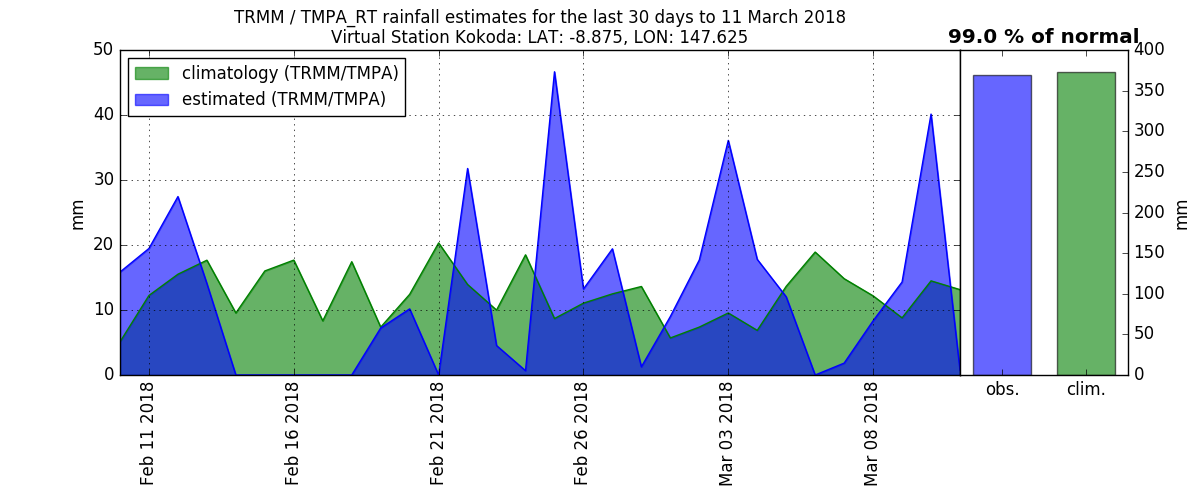 TRMM / TMPA_RT rainfall estimates for the last 30 days to 11 March 2018
Virtual Station Kokoda: LAT: -8.875, LON: 147.625
99.0 % of normal
climatology (TRMM/TMPA)
estimated (TRMM/TMPA)
50
40
30
20
10
0
mm
Feb 11 2018
Feb 16 2018
Feb 21 2018
Feb 26 2018
Mar 03 2018
Mar 08 2018
obs.
clim.
400
350
300
250
200
150
100
50
0
mm